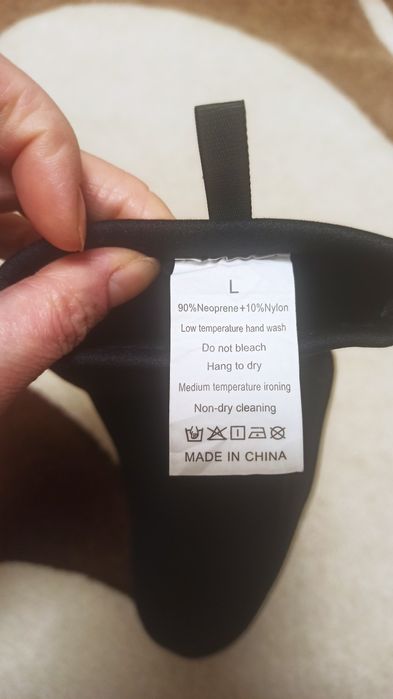 L
90%Neoprene+10%Nylon
Low temperature hand wash
Do not bleach
Hang to dry
Medium temperature ironing
Non-dry cleaning
MADE IN CHINA